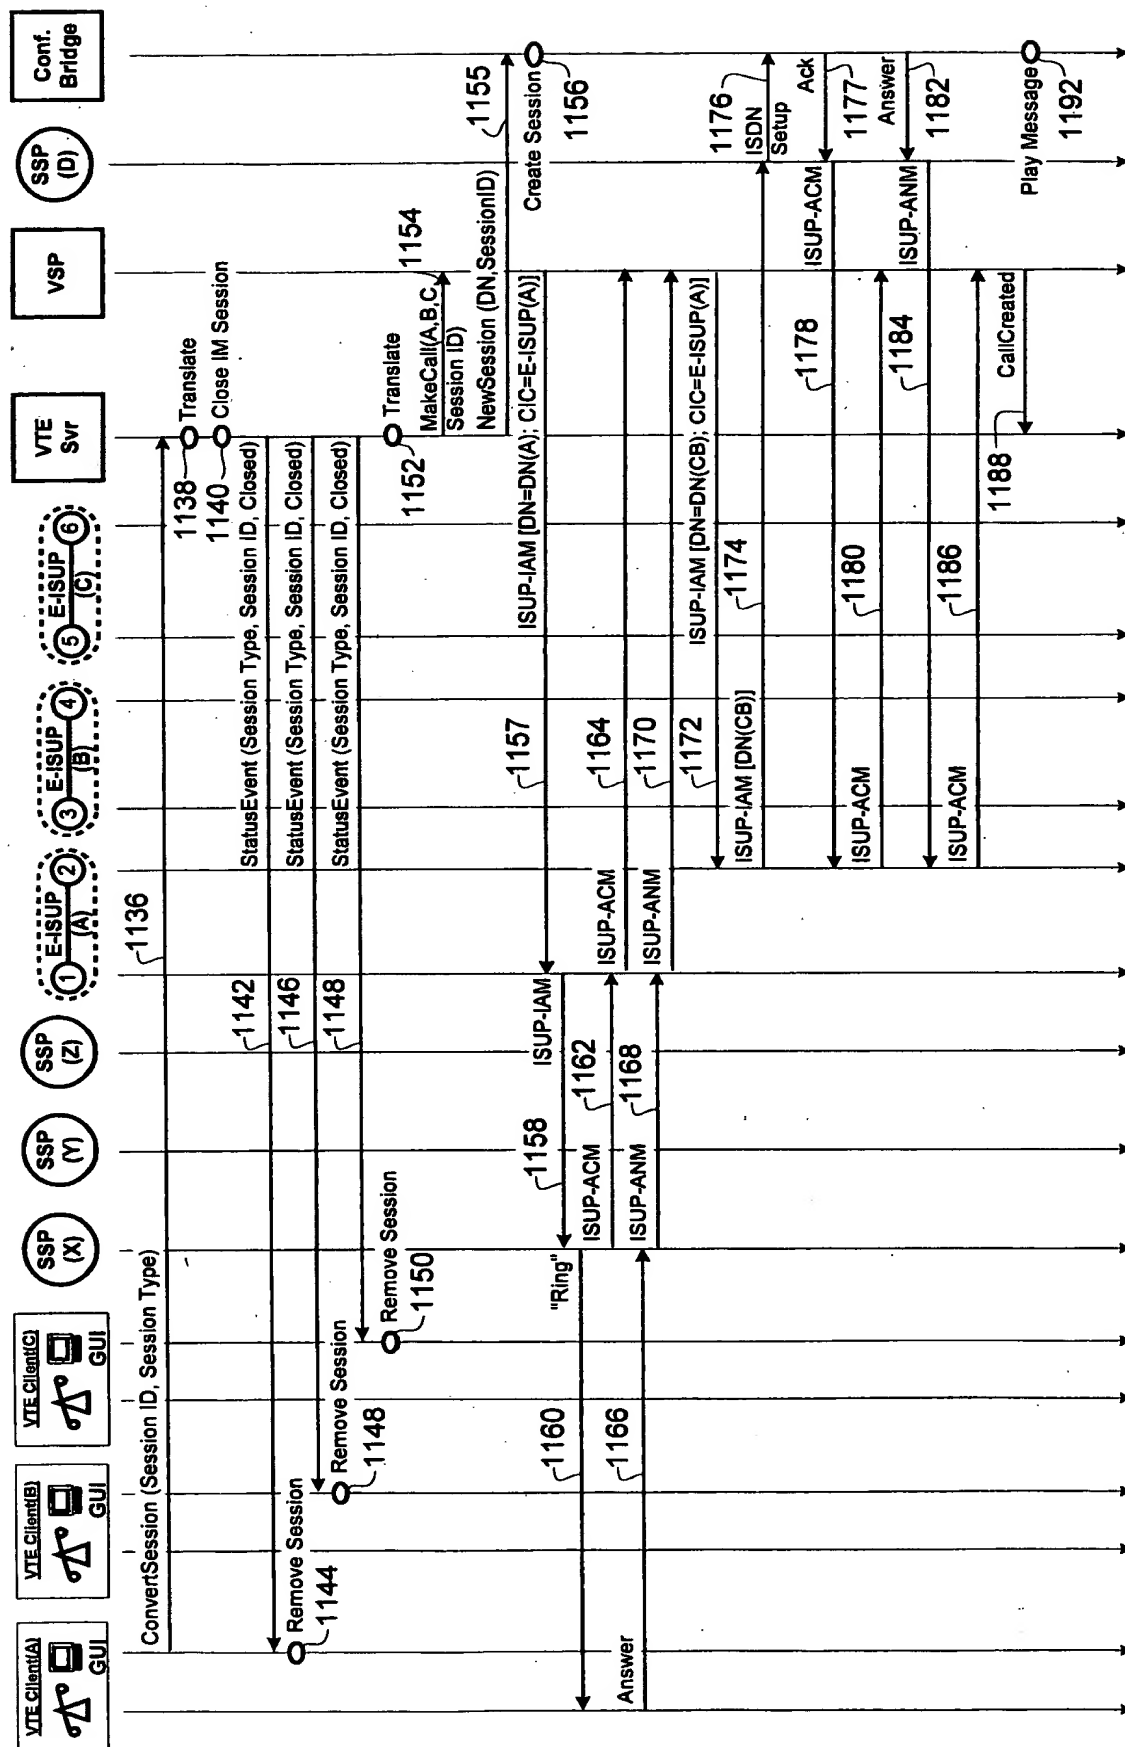 VTE Client(A)
GUI
VTE Client(B)
GUI
VTE Client(C)
GUI
SSP
(X)
SSP
(Y)
SSP
(Z)
1
E-ISUP
(A)
2
3
E-ISUP
(B)
4
5
E-ISUP
(C)
6
VTE
Svr
VSP
SSP
(D)
Conf.
Bridge
ConvertSession (Session ID, Session Type)
1136
1138
Translate
1140
Close IM Session
1142
StatusEvent (Session Type, Session ID, Closed)
Remove Session
1144
1146
StatusEvent (Session Type, Session ID, Closed)
Remove Session
1148
1148
StatusEvent (Session Type, Session ID, Closed)
Remove Session
1150
1152
Translate
MakeCall(A,B,C,
Session ID)
1154
NewSession (DN,SessionID)
1155
Create Session
1156
ISUP-IAM [DN=DN(A); CIC=E-ISUP(A)]
1157
ISUP-IAM
1158
"Ring"
1160
ISUP-ACM
1162
ISUP-ACM
1164
Answer
1166
ISUP-ANM
1168
ISUP-ANM
1170
ISUP-IAM [DN=DN(CB); CIC=E-ISUP(A)]
1172
ISUP-IAM [DN(CB)]
1174
ISDN
Setup
1176
Ack
1177
ISUP-ACM
1178
ISUP-ACM
1180
Answer
1182
ISUP-ANM
1184
ISUP-ACM
1186
CallCreated
1188
Play Message
1192